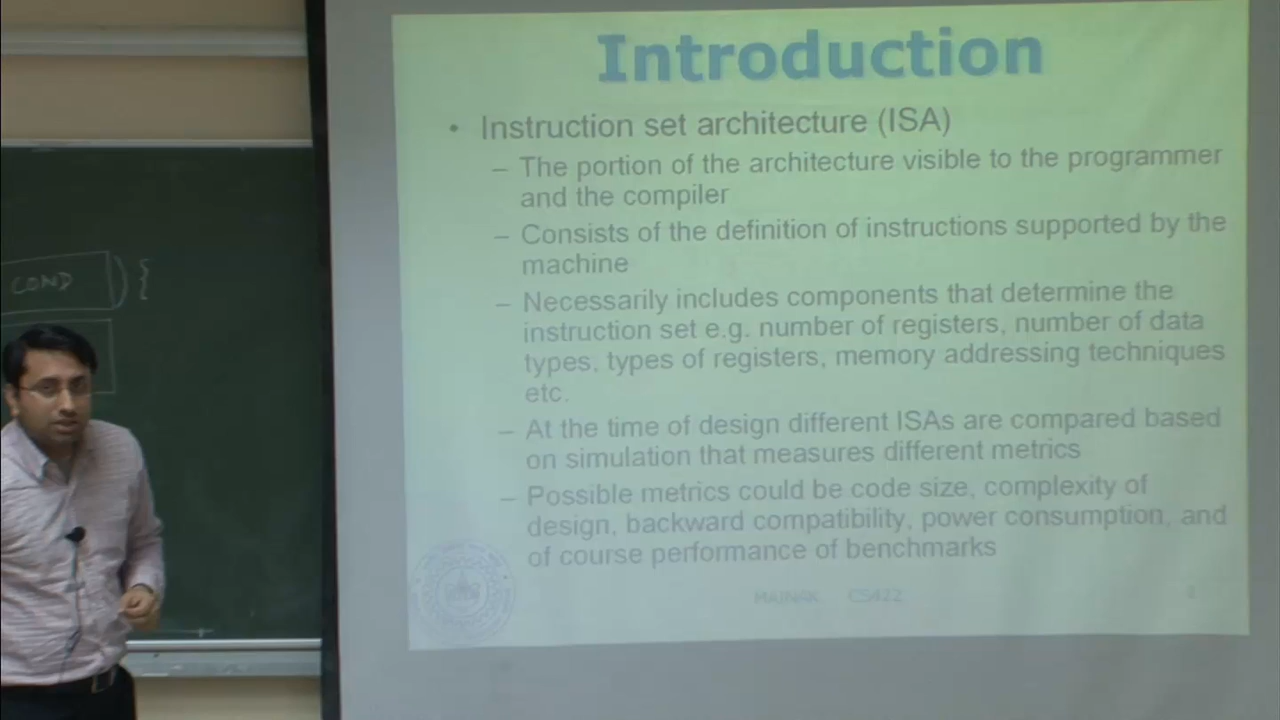 Introduction
• Instruction set architecture (ISA)
– The portion of the architecture visible to the programmer
and the compiler
– Consists of the definition of instructions supported by the
machine
– Necessarily includes components that determine the
instruction set e.g. number of registers, number of data
types, types of registers, memory addressing techniques
etc.
– At the time of design different ISAs are compared based
on simulation that measures different metrics
– Possible metrics could be code size, complexity of
design, backward compatibility, power consumption, and
of course performance of benchmarks
MAINAK CS422
COND ) {